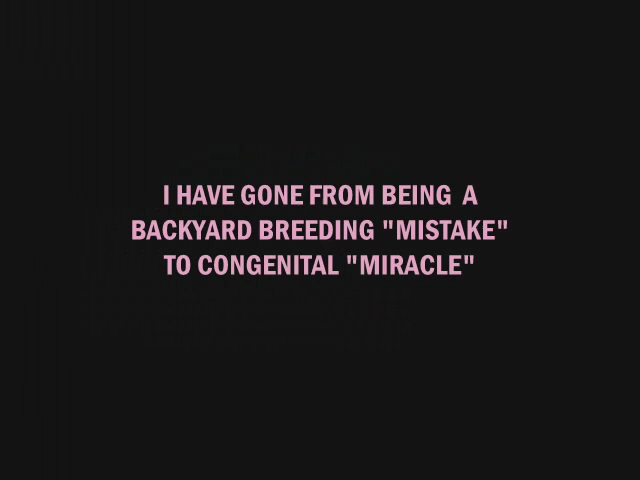 I HAVE GONE FROM BEING A
BACKYARD BREEDING "MISTAKE"
TO CONGENITAL "MIRACLE"